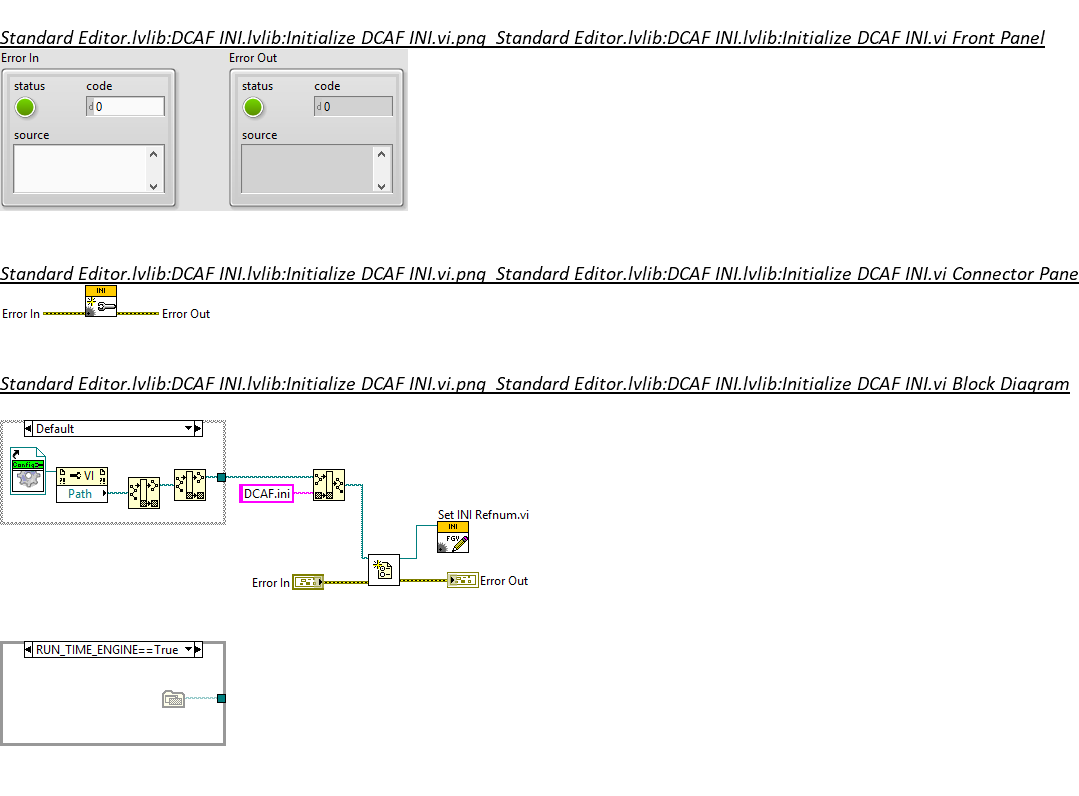 Standard Editor.lvlib:DCAF INI.lvlib:Initialize DCAF INI.vi.png Standard Editor.lvlib:DCAF INI.lvlib:Initialize DCAF INI.vi Front Panel
Error In Error Out
status code status code
d 0 d 0
source source
Standard Editor.lvlib:DCAF INI.lvlib:Initialize DCAF INI.vi.png Standard Editor.lvlib:DCAF INI.lvlib:Initialize DCAF INI.vi Connector Pane
INI
Error In Error Out
Standard Editor.lvlib:DCAF INI.lvlib:Initialize DCAF INI.vi.png Standard Editor.lvlib:DCAF INI.lvlib:Initialize DCAF INI.vi Block Diagram
Default
Config
VI
Path
DCAF.ini
Set INI Refnum.vi
INI
FGV
Error In Error Out
RUN_TIME_ENGINE==True